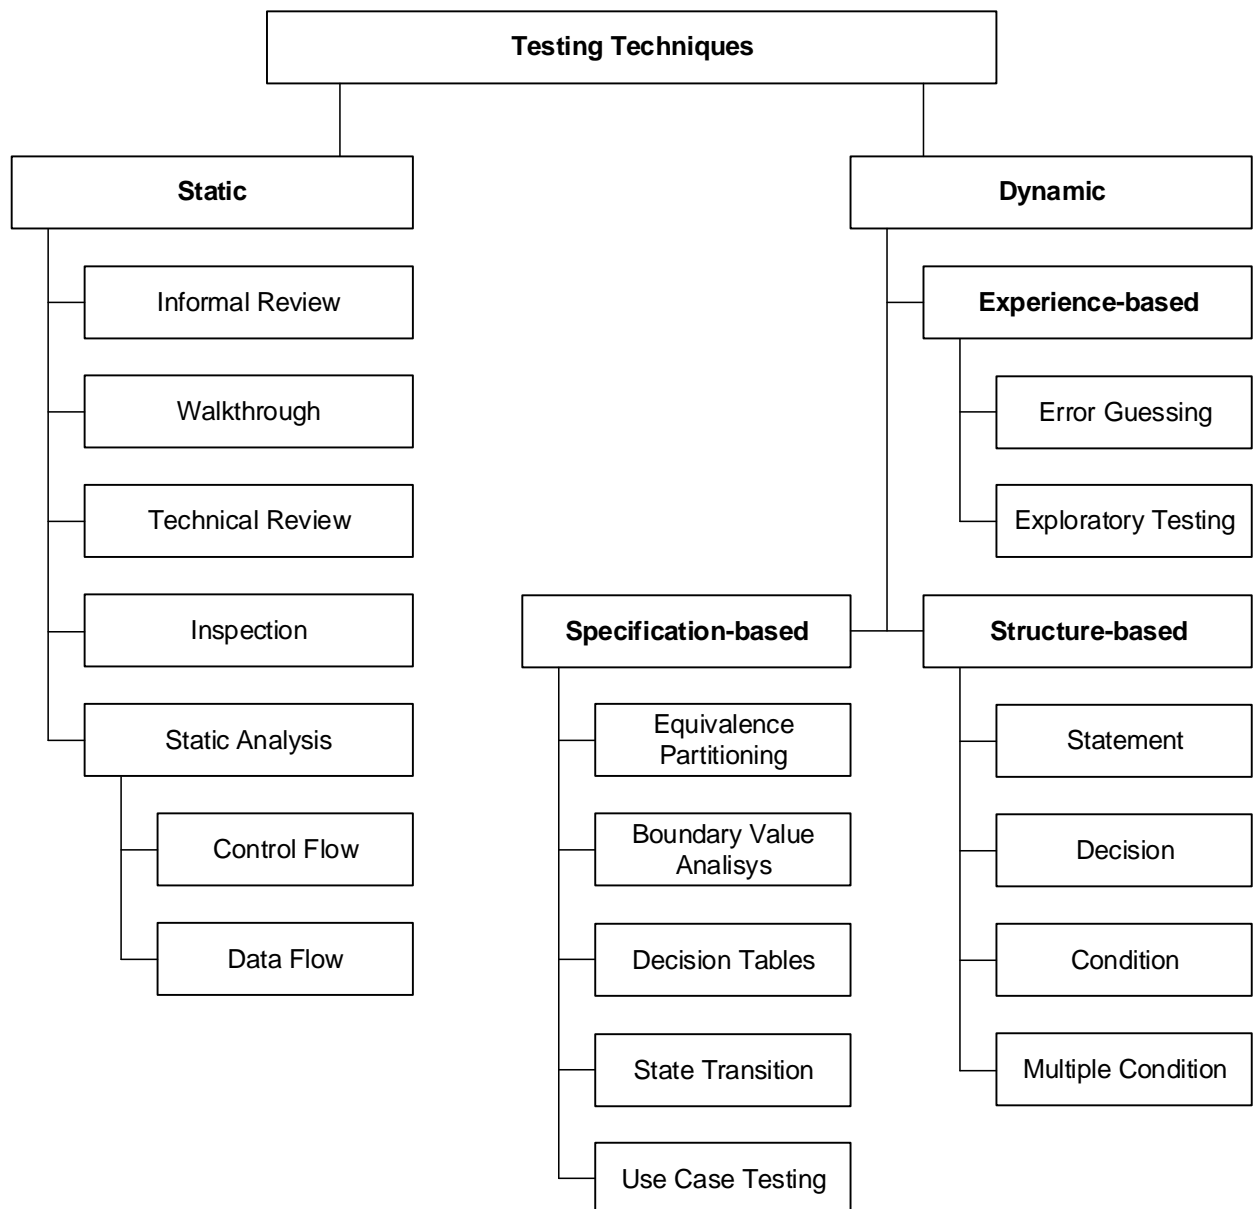 Testing Techniques
Static
Informal Review
Walkthrough
Technical Review
Inspection
Static Analysis
Control Flow
Data Flow
Dynamic
Experience-based
Error Guessing
Exploratory Testing
Specification-based
Equivalence
Partitioning
Boundary Value
Analisys
Decision Tables
State Transition
Use Case Testing
Structure-based
Statement
Decision
Condition
Multiple Condition